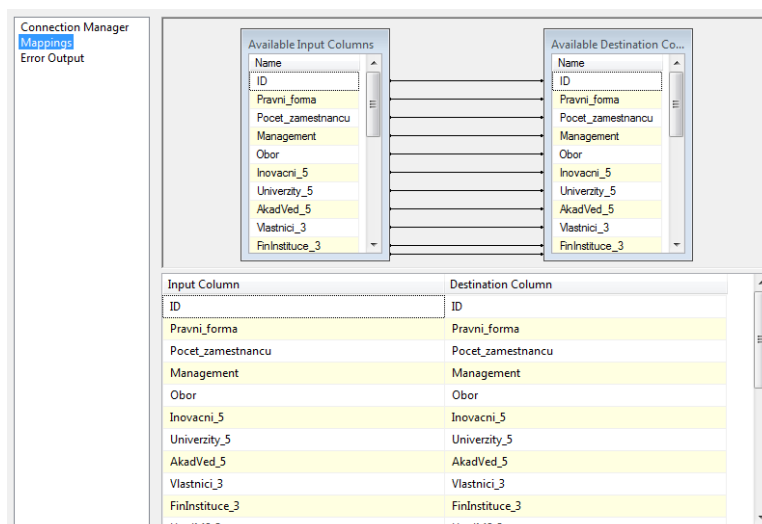 Connection Manager
Mappings
Error Output
Available Input Columns
Name
ID
Pravni_forma
Pocet_zamestnancu
Management
Obor
Inovacni_5
Univerzity_5
AkadVed_5
Vlastnici_3
FinInstituce_3
Available Destination Co...
Name
ID
Pravni_forma
Pocet_zamestnancu
Management
Obor
Inovacni_5
Univerzity_5
AkadVed_5
Vlastnici_3
FinInstituce_3
Input Column Destination Column
ID ID
Pravni_forma Pravni_forma
Pocet_zamestnancu Pocet_zamestnancu
Management Management
Obor Obor
Inovacni_5 Inovacni_5
Univerzity_5 Univerzity_5
AkadVed_5 AkadVed_5
Vlastnici_3 Vlastnici_3
FinInstituce_3 FinInstituce_3